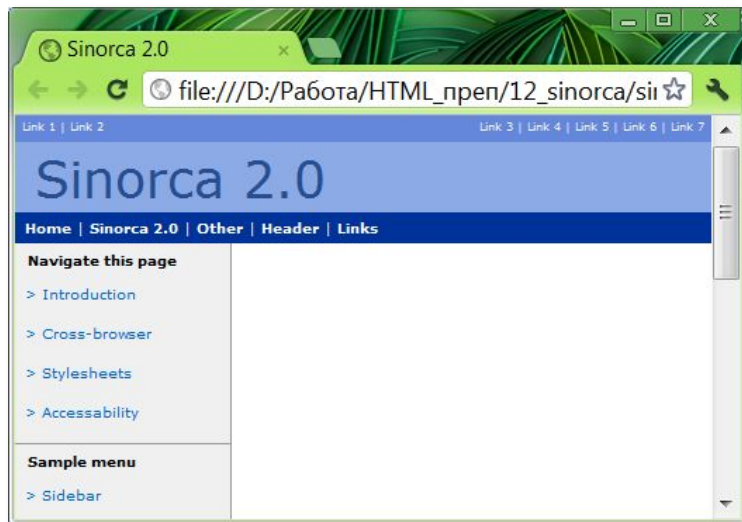 Sinorca 2.0
file:///D:/Работа/HTML_преп/12_sinorca/sin
Link 1 | Link 2
Link 3 | Link 4 | Link 5 | Link 6 | Link 7
Sinorca 2.0
Home | Sinorca 2.0 | Other | Header | Links
Navigate this page
> Introduction
> Cross-browser
> Stylesheets
> Accessability
Sample menu
> Sidebar